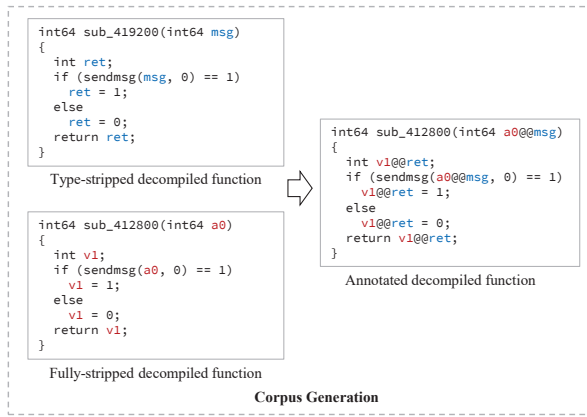 int64 sub_419200(int64 msg)
{
  int ret;
  if (sendmsg(msg, 0) == 1)
    ret = 1;
  else
    ret = 0;
  return ret;
}
Type-stripped decompiled function
int64 sub_412800(int64 a0)
{
  int v1;
  if (sendmsg(a0, 0) == 1)
    v1 = 1;
  else
    v1 = 0;
  return v1;
}
Fully-stripped decompiled function
int64 sub_412800(int64 a0@@msg)
{
  int v1@@ret;
  if (sendmsg(a0@@msg, 0) == 1)
    v1@@ret = 1;
  else
    v1@@ret = 0;
  return v1@@ret;
}
Annotated decompiled function
Corpus Generation